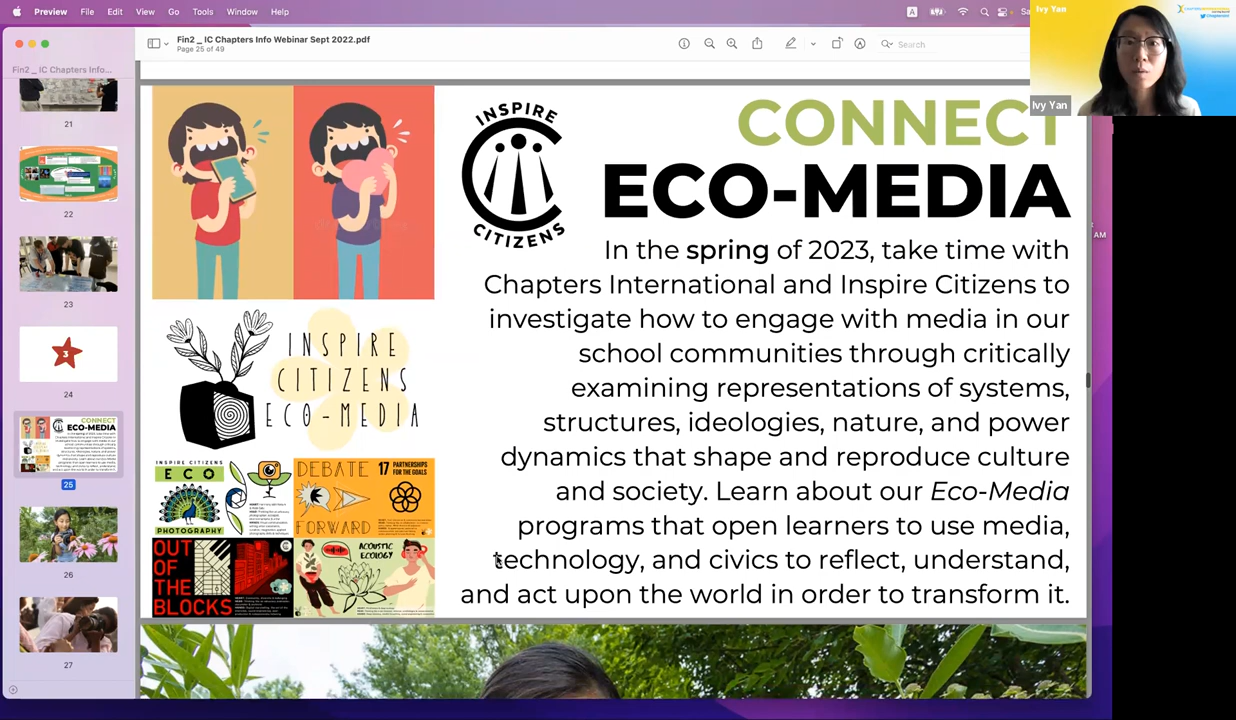 Preview File Edit View Go Tools Window Help
A
Ivy Yan
Fin2 _ IC Chapters Info Webinar Sept 2022.pdf
Page 25 of 49
Search
Fin2 _ IC Chapters Info...
21
22
23
3
24
25
26
27
INSPIRE
CITIZENS
CONNECT
ECO-MEDIA
In the spring of 2023, take time with
Chapters International and Inspire Citizens to
investigate how to engage with media in our
school communities through critically
examining representations of systems,
structures, ideologies, nature, and power
dynamics that shape and reproduce culture
and society. Learn about our Eco-Media
programs that open learners to use media,
technology, and civics to reflect, understand,
and act upon the world in order to transform it.
INSPIRE
CITIZENS
ECO-MEDIA
INSPIRE CITIZENS
ECO
PHOTOGRAPHY
DEBATE
17 PARTNERSHIPS
FOR THE GOALS
FORWARD
OUT
OF
THE
BLOCKS
ACOUSTIC
ECOLOGY
Ivy Yan
AM